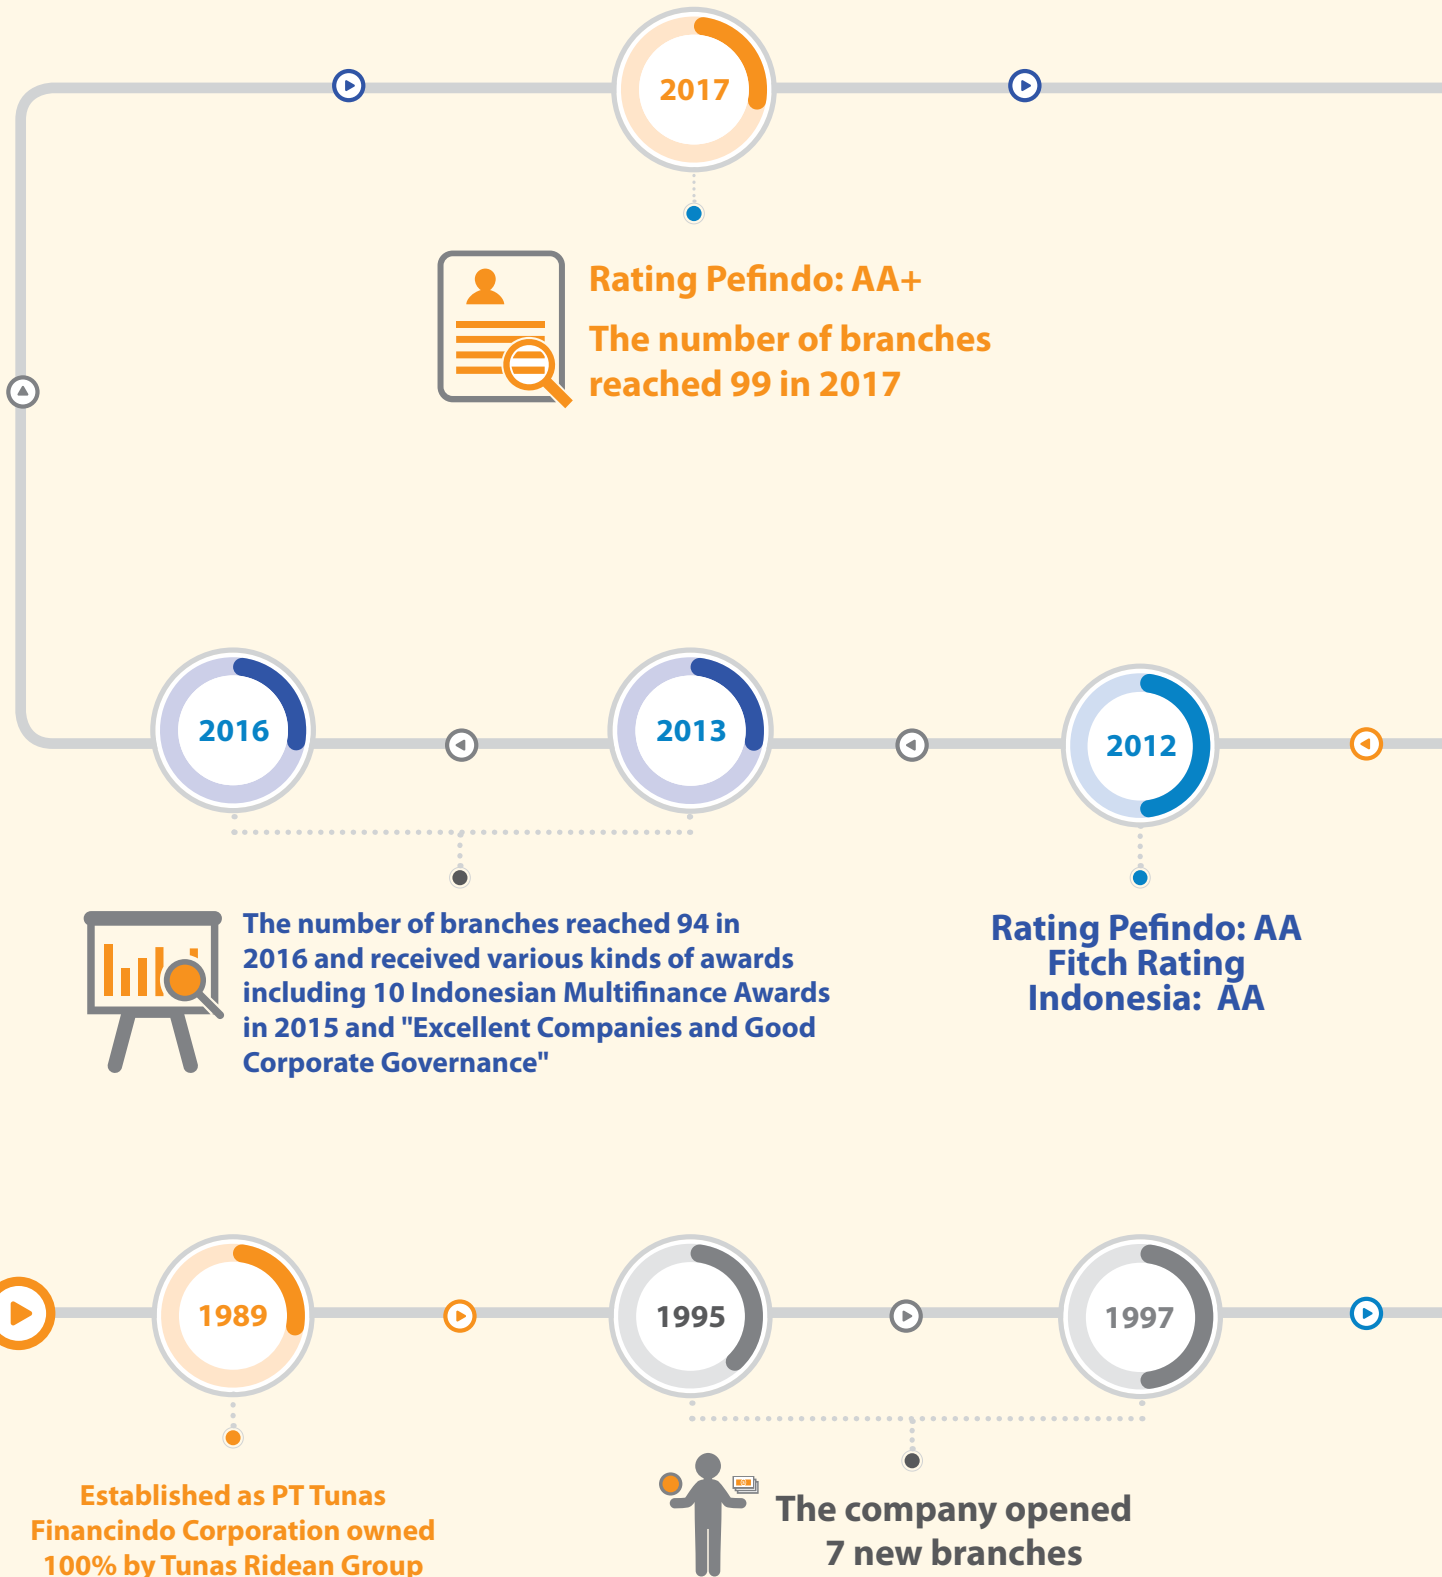 2017
Rating Pefindo: AA+
The number of branches
reached 99 in 2017
2016
2013
2012
The number of branches reached 94 in
2016 and received various kinds of awards
including 10 Indonesian Multifinance Awards
in 2015 and "Excellent Companies and Good
Corporate Governance"
Rating Pefindo: AA
Fitch Rating
Indonesia: AA
1989
1995
1997
Established as PT Tunas
Financindo Corporation owned
100% by Tunas Ridean Group
The company opened
7 new branches